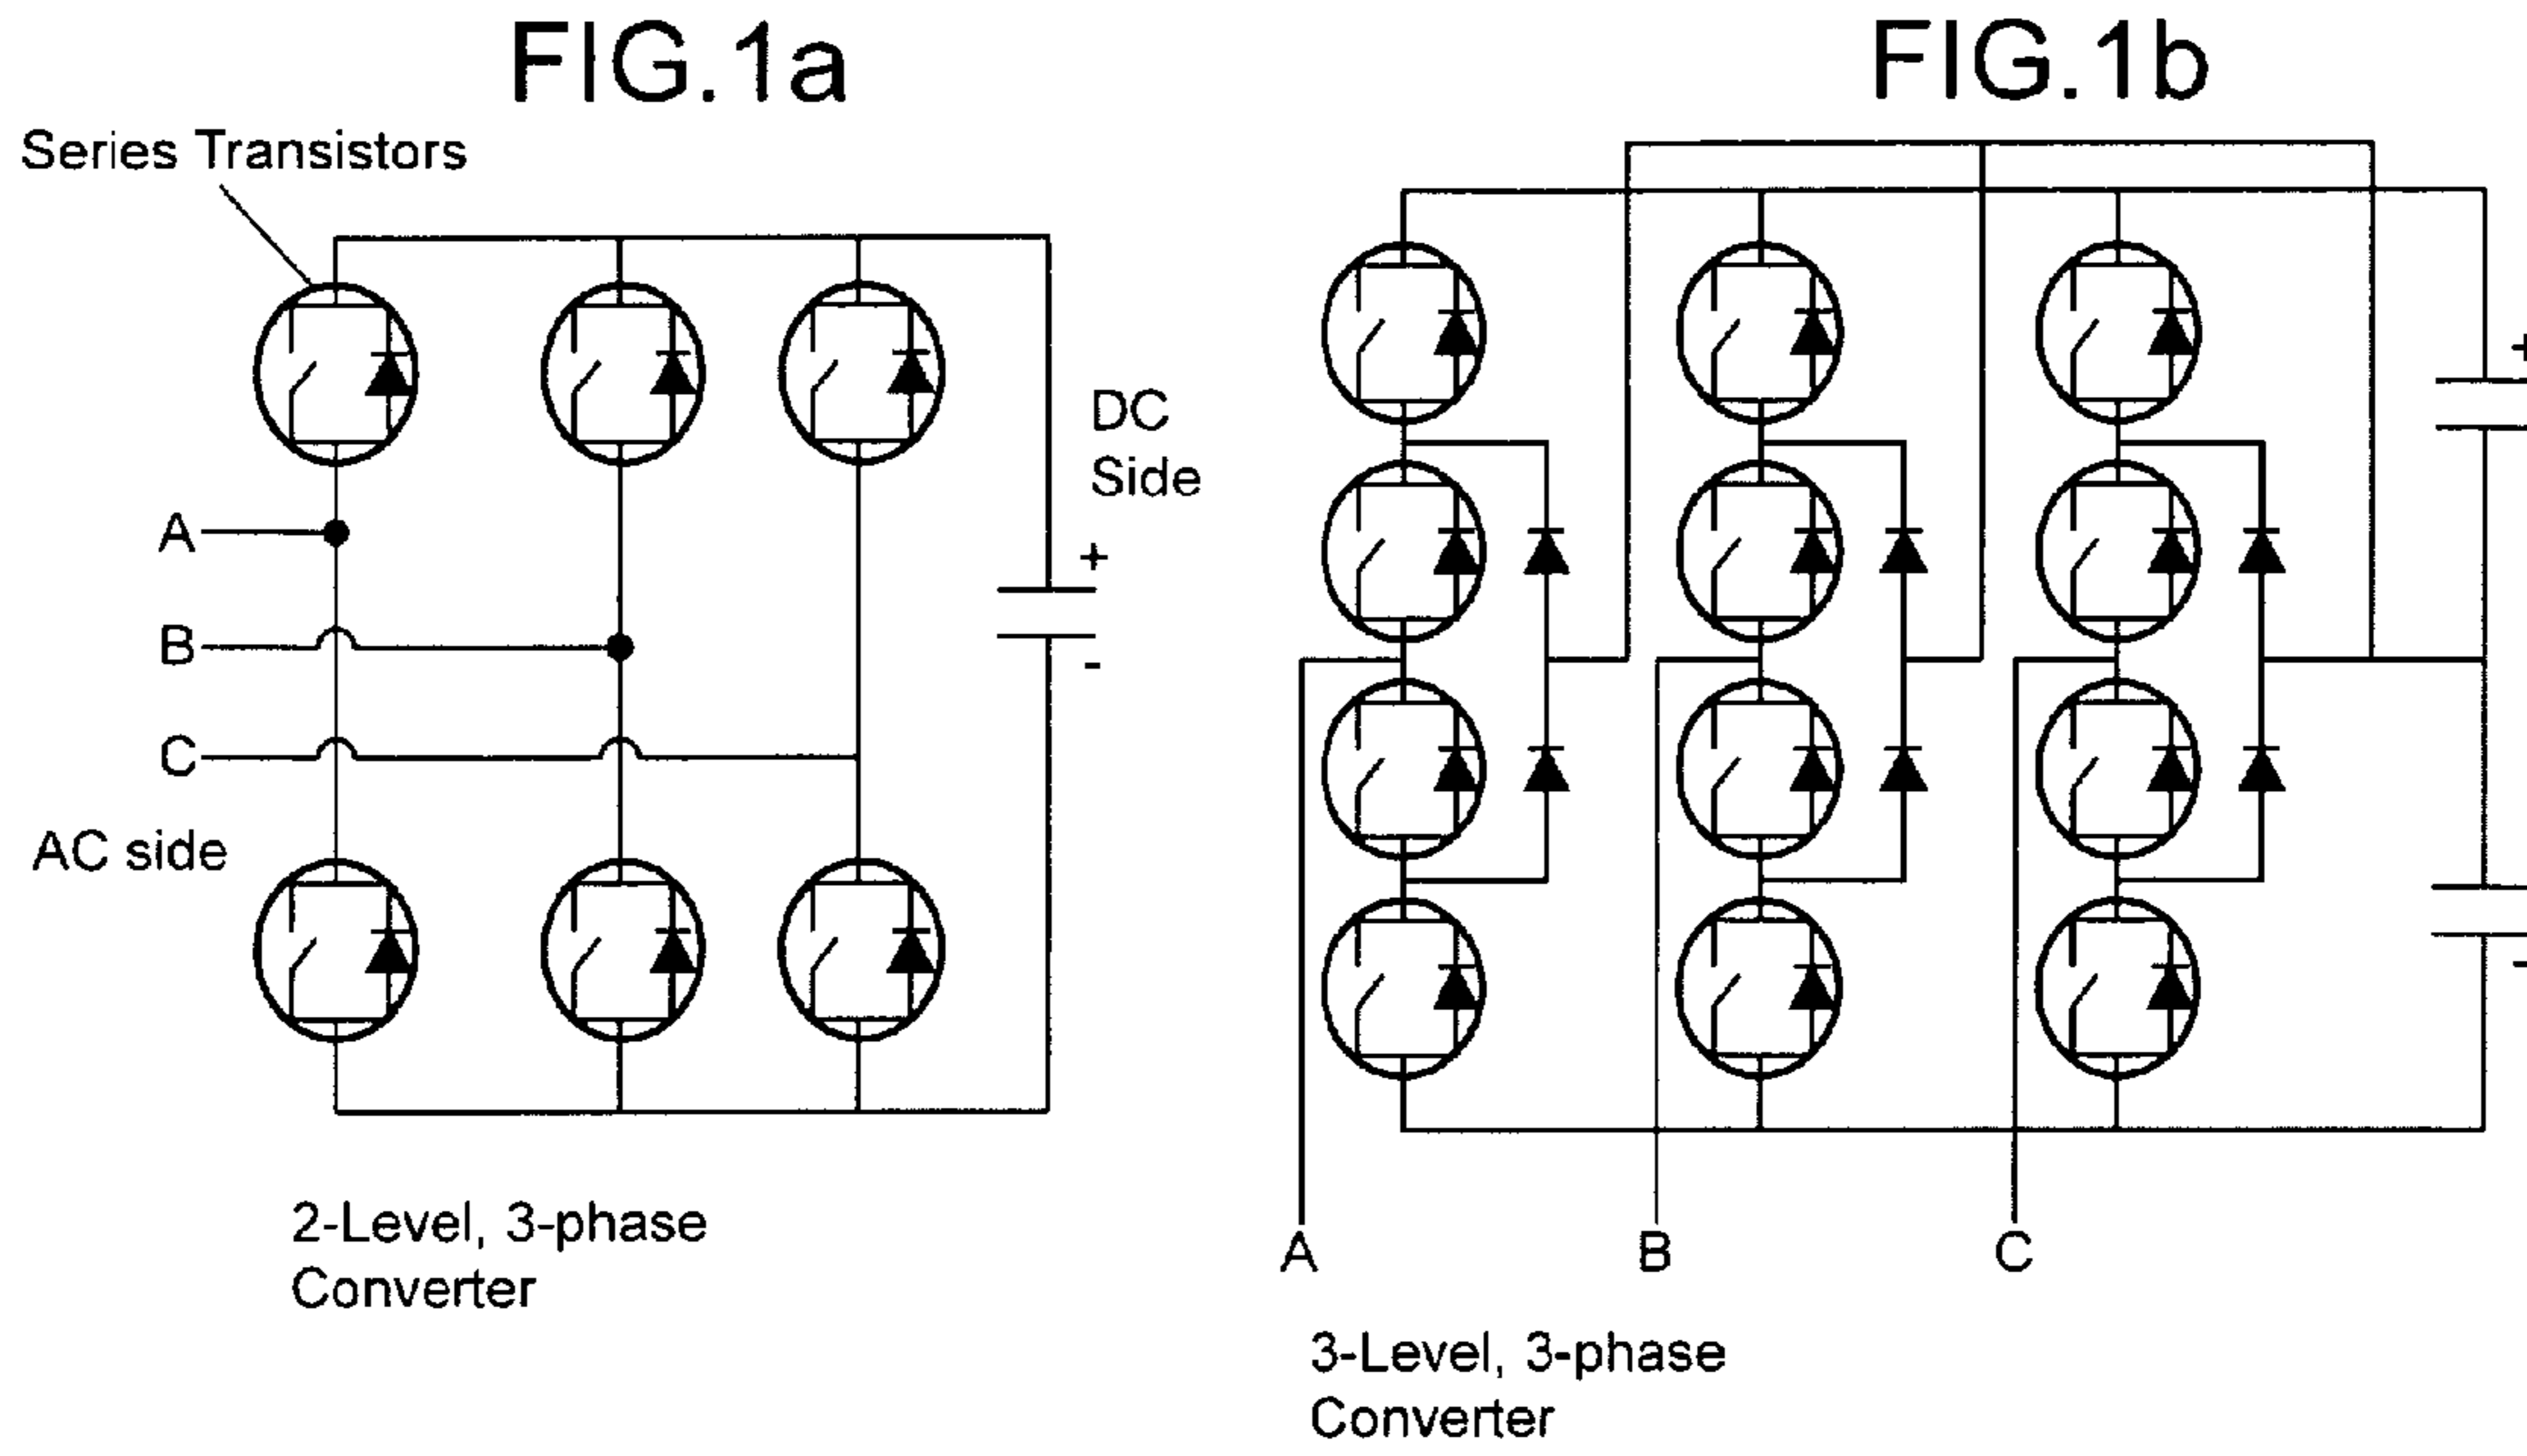 FIG.1a
Series Transistors
A
B
C
AC side
DC
Side
+
-
2-Level, 3-phase
Converter
FIG.1b
+
-
A
B
C
3-Level, 3-phase
Converter